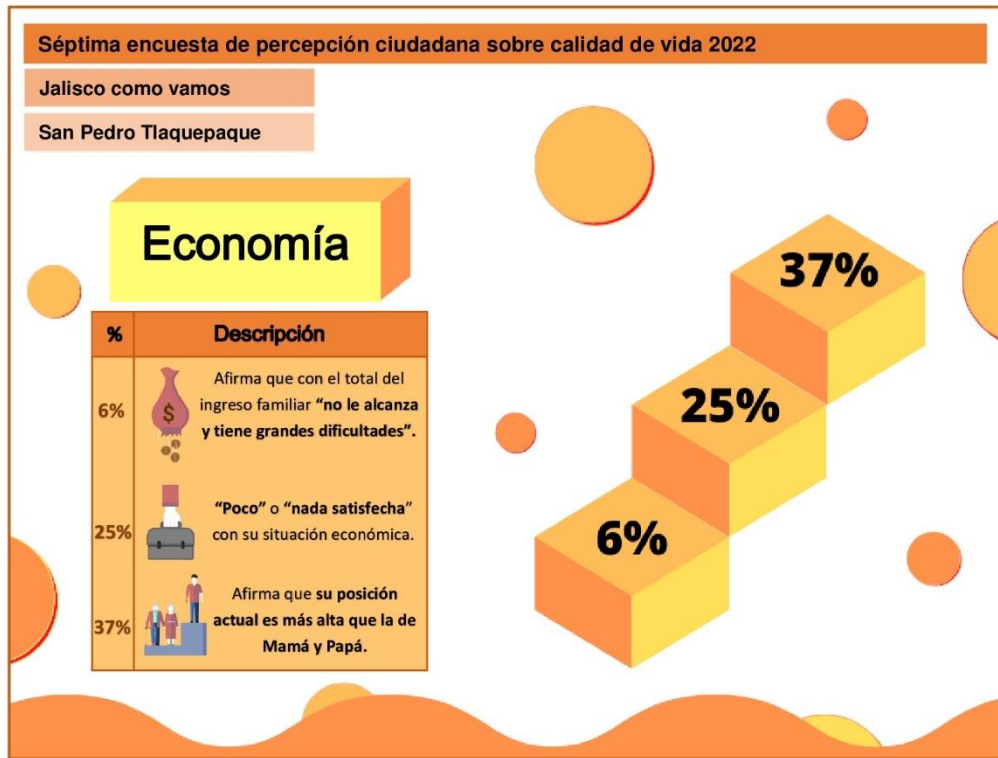 Séptima encuesta de percepción ciudadana sobre calidad de vida 2022
Jalisco como vamos
San Pedro Tlaquepaque
Economía
% Descripción
6%
Afirma que con el total del
ingreso familiar “no le alcanza
y tiene grandes dificultades”.
$
25%
“Poco” o “nada satisfecha”
con su situación económica.
37%
Afirma que su posición
actual es más alta que la de
Mamá y Papá.
37%
25%
6%